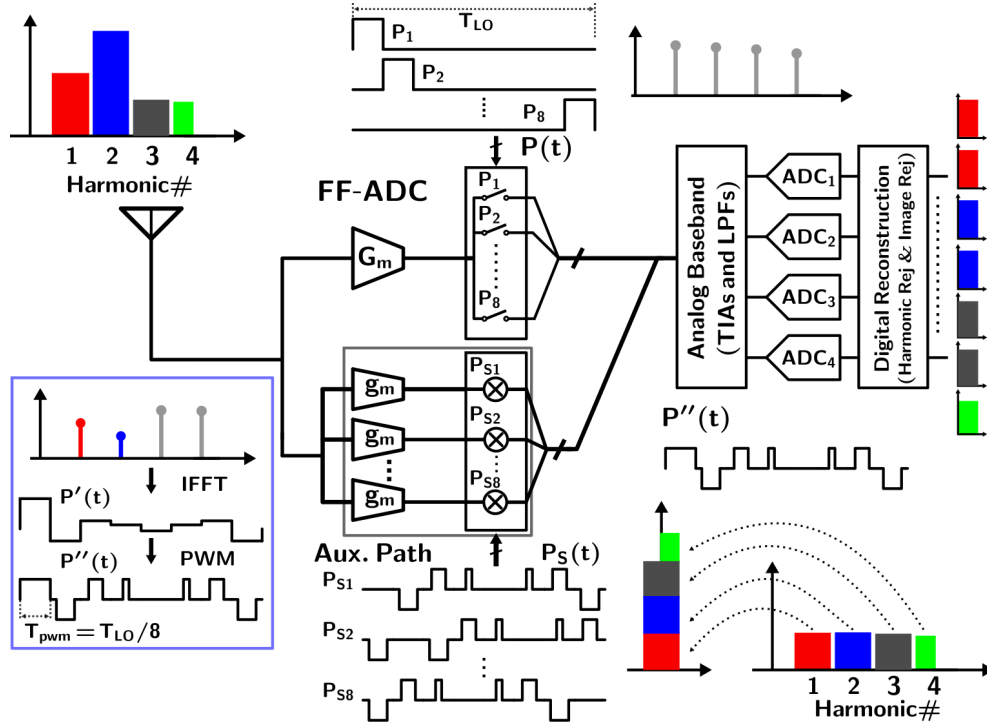 T_LO
P_1
P_2
P_8
P(t)
1 2 3 4
Harmonic#
FF-ADC
G_m
P_1
P_2
P_8
Analog Baseband
(TIAs and LPFs)
ADC_1
ADC_2
ADC_3
ADC_4
Digital Reconstruction
(Harmonic Rej & Image Rej)
g_m
g_m
g_m
P_S1
P_S2
P_S8
Aux. Path
P_S(t)
P_S1
P_S2
P_S8
IFFT
P′(t)
P′′(t)
PWM
T_pwm=T_LO/8
P′′(t)
1 2 3 4
Harmonic#